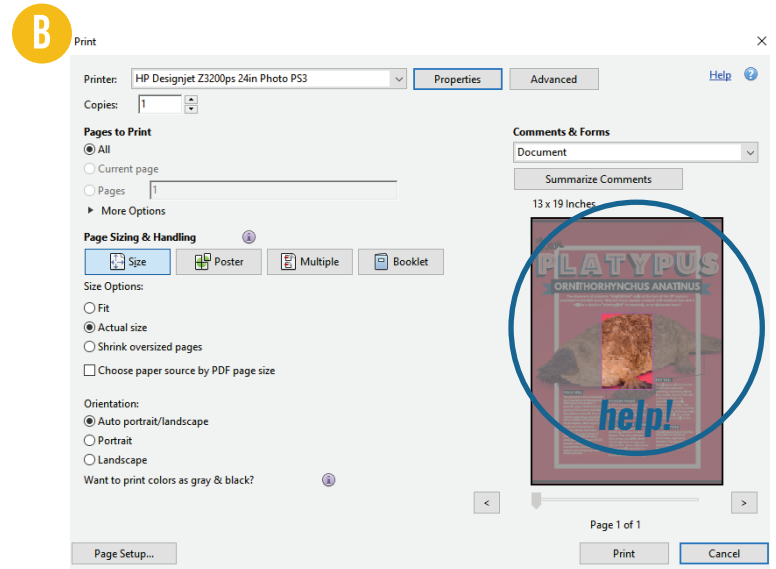 B
Print
Printer: HP Designjet Z3200ps 24in Photo PS3 Properties Advanced Help
Copies: 1
Pages to Print
All
Current page
Pages 1
More Options
Page Sizing & Handling
Size Poster Multiple Booklet
Size Options:
Fit
Actual size
Shrink oversized pages
Choose paper source by PDF page size
Orientation:
Auto portrait/landscape
Portrait
Landscape
Want to print colors as gray & black?
Comments & Forms
Document
Summarize Comments
13 x 19 Inches
PLATYPUS
ORNITHORHYNCHUS ANATINUS
help!
< >
Page 1 of 1
Page Setup... Print Cancel